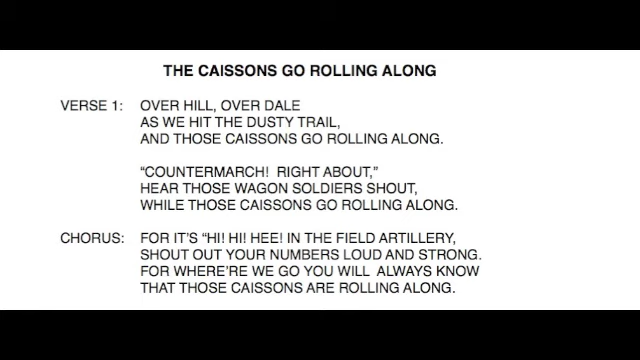 THE CAISSONS GO ROLLING ALONG
VERSE 1: OVER HILL, OVER DALE
AS WE HIT THE DUSTY TRAIL,
AND THOSE CAISSONS GO ROLLING ALONG.
“COUNTERMARCH! RIGHT ABOUT,”
HEAR THOSE WAGON SOLDIERS SHOUT,
WHILE THOSE CAISSONS GO ROLLING ALONG.
CHORUS: FOR IT’S “HI! HI! HEE! IN THE FIELD ARTILLERY,
SHOUT OUT YOUR NUMBERS LOUD AND STRONG.
FOR WHERE’RE WE GO YOU WILL ALWAYS KNOW
THAT THOSE CAISSONS ARE ROLLING ALONG.